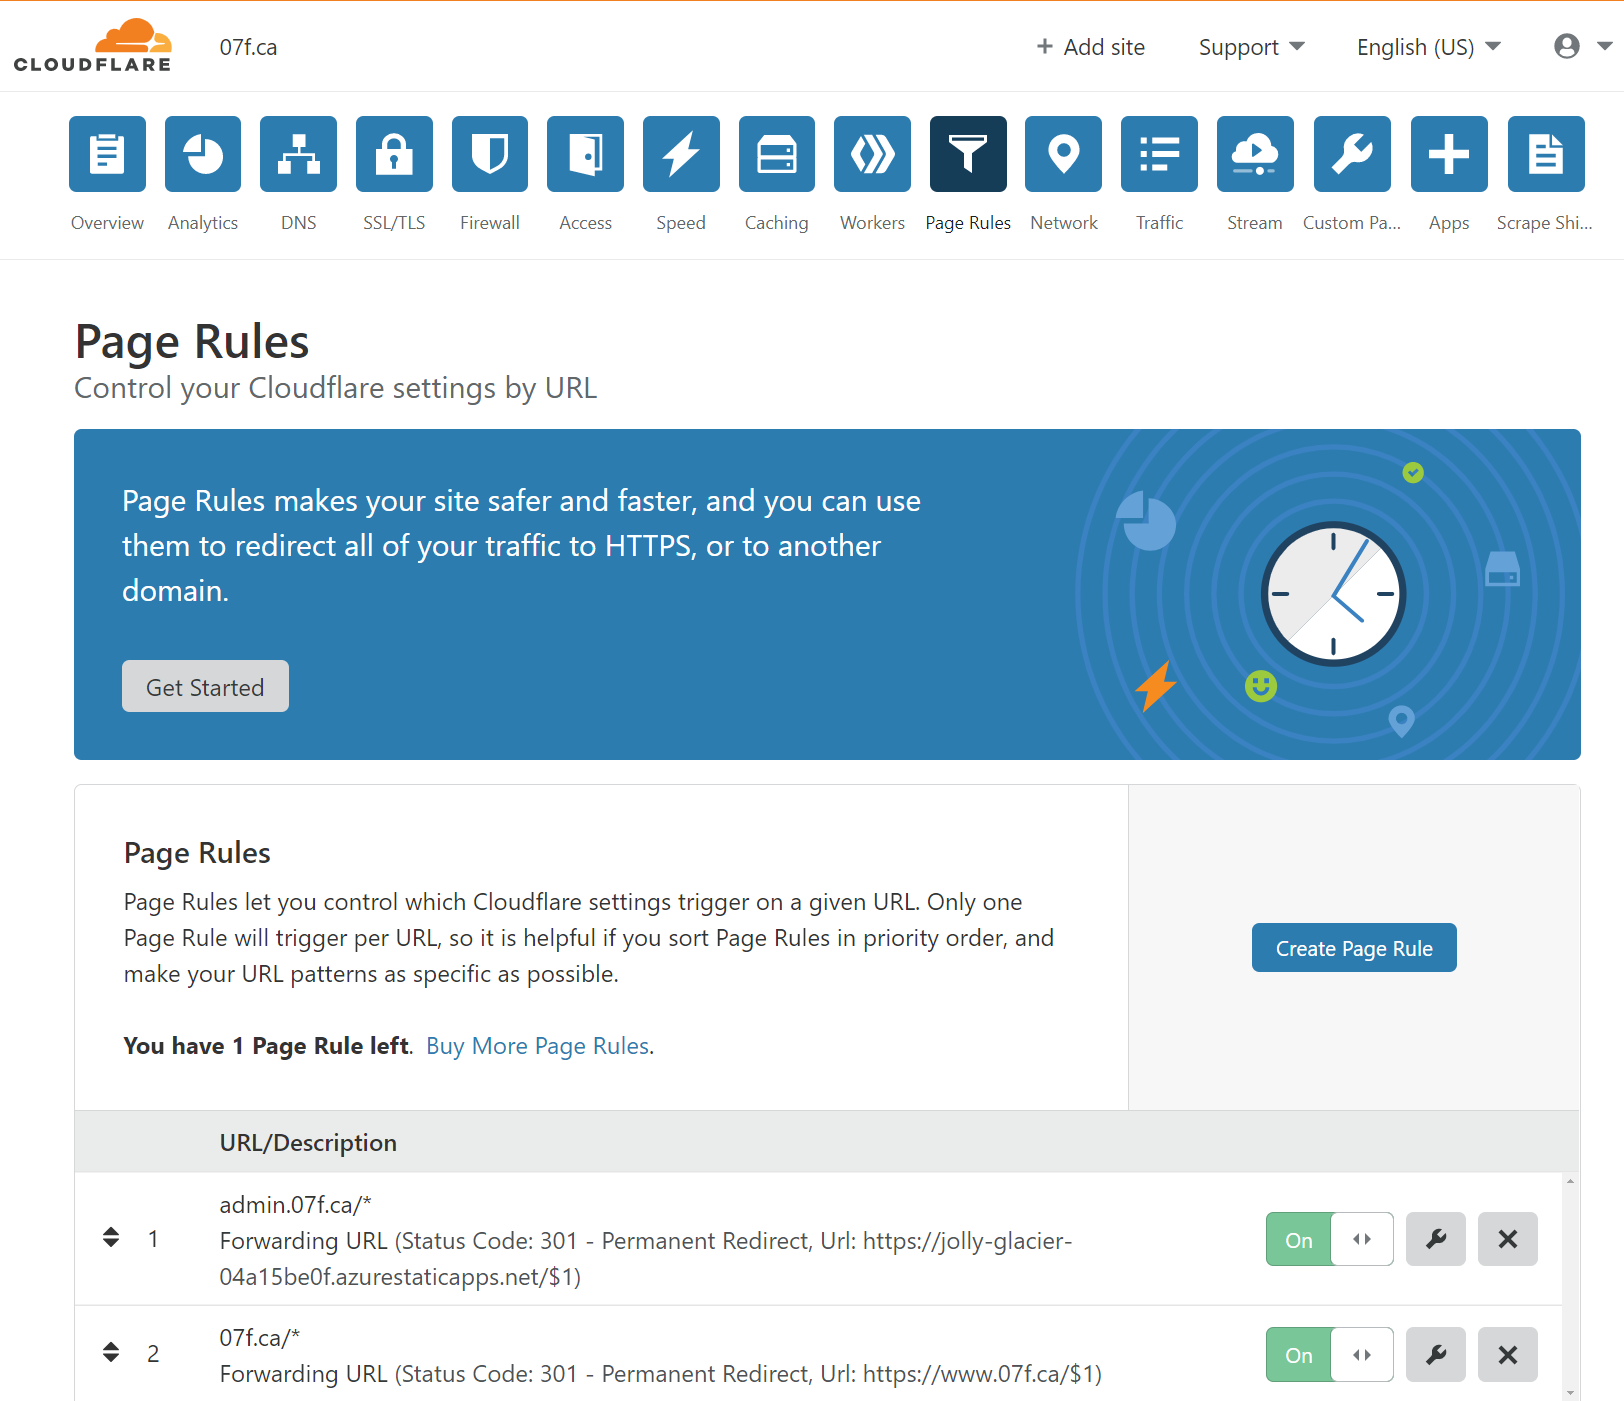 CLOUDFLARE
07f.ca
+ Add site
Support
English (US)
Overview
Analytics
DNS
SSL/TLS
Firewall
Access
Speed
Caching
Workers
Page Rules
Network
Traffic
Stream
Custom Pa...
Apps
Scrape Shi...
Page Rules
Control your Cloudflare settings by URL
Page Rules makes your site safer and faster, and you can use
them to redirect all of your traffic to HTTPS, or to another
domain.
Get Started
Page Rules
Page Rules let you control which Cloudflare settings trigger on a given URL. Only one
Page Rule will trigger per URL, so it is helpful if you sort Page Rules in priority order, and
make your URL patterns as specific as possible.
You have 1 Page Rule left. Buy More Page Rules.
Create Page Rule
URL/Description
1
admin.07f.ca/*
Forwarding URL (Status Code: 301 - Permanent Redirect, Url: https://jolly-glacier-
04a15be0f.azurestaticapps.net/$1)
On
2
07f.ca/*
Forwarding URL (Status Code: 301 - Permanent Redirect, Url: https://www.07f.ca/$1)
On